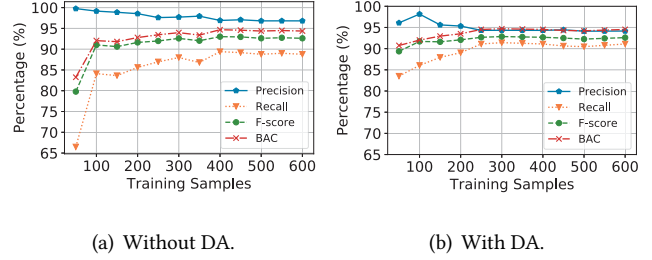 100
95
90
85
80
75
70
65
Percentage (%)
Precision
Recall
F-score
BAC
100 200 300 400 500 600
Training Samples
(a) Without DA.
100
95
90
85
80
75
70
65
Percentage (%)
Precision
Recall
F-score
BAC
100 200 300 400 500 600
Training Samples
(b) With DA.